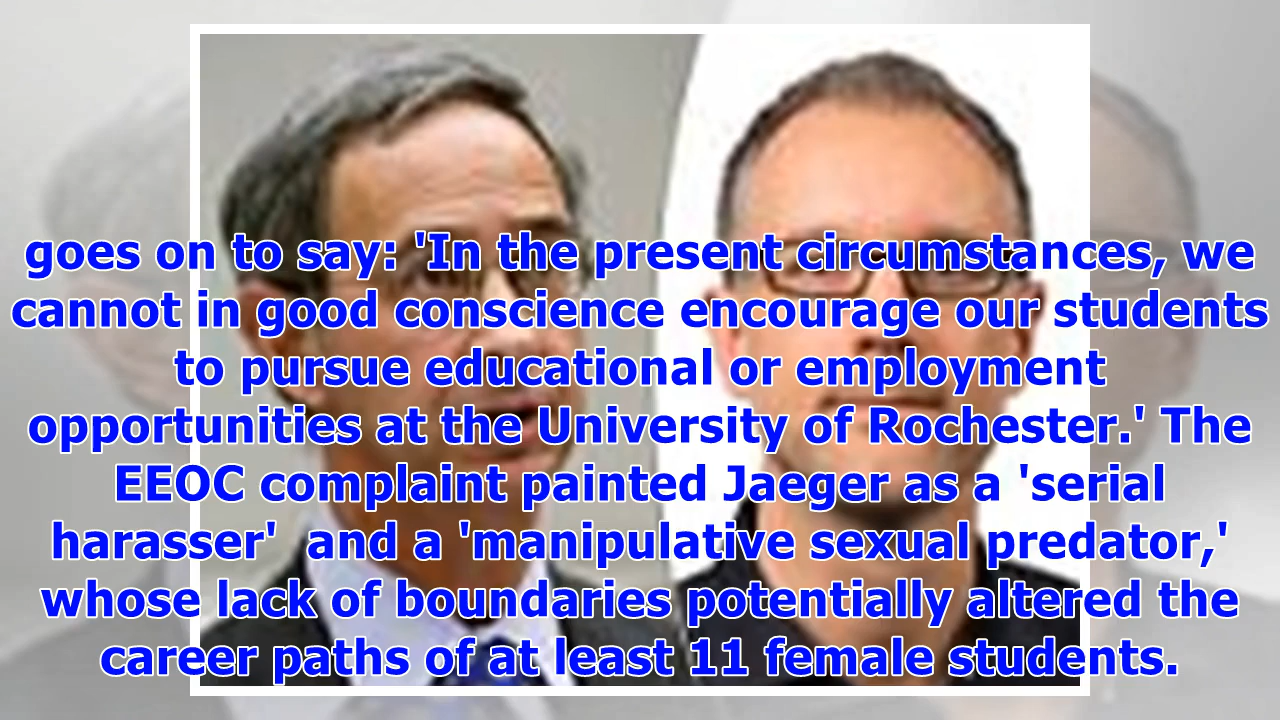 goes on to say: 'In the present circumstances, we
cannot in good conscience encourage our students
to pursue educational or employment
opportunities at the University of Rochester.' The
EEOC complaint painted Jaeger as a 'serial
harasser'  and a 'manipulative sexual predator,'
whose lack of boundaries potentially altered the
career paths of at least 11 female students.